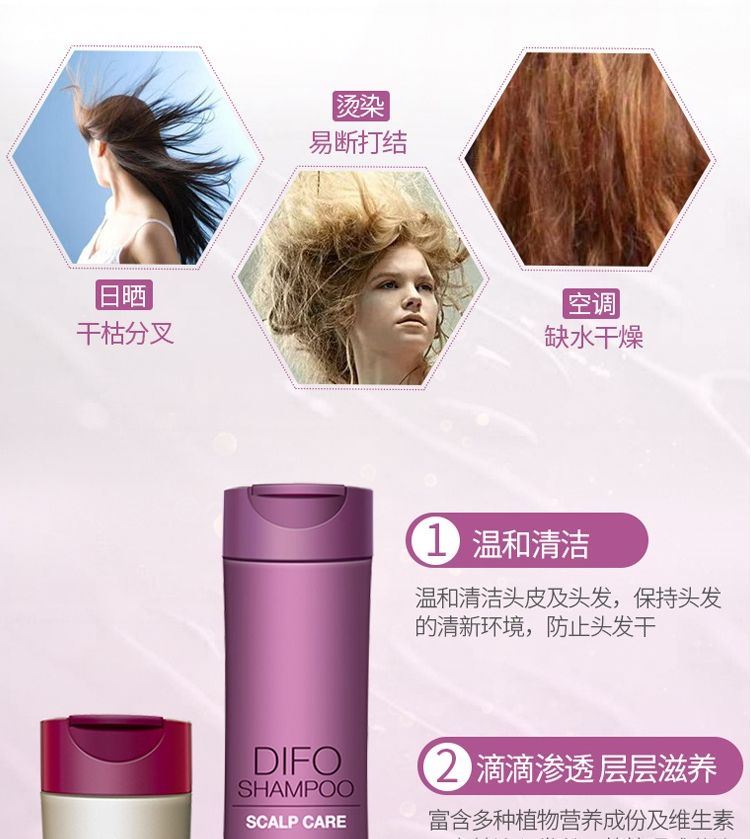 烫染
易断打结
日晒
干枯分叉
空调
缺水干燥
1 温和清洁
温和清洁头皮及头发，保持头发
的清新环境，防止头发干
2 滴滴渗透 层层滋养
富含多种植物营养成份及维生素
DIFO
SHAMPOO
SCALP CARE